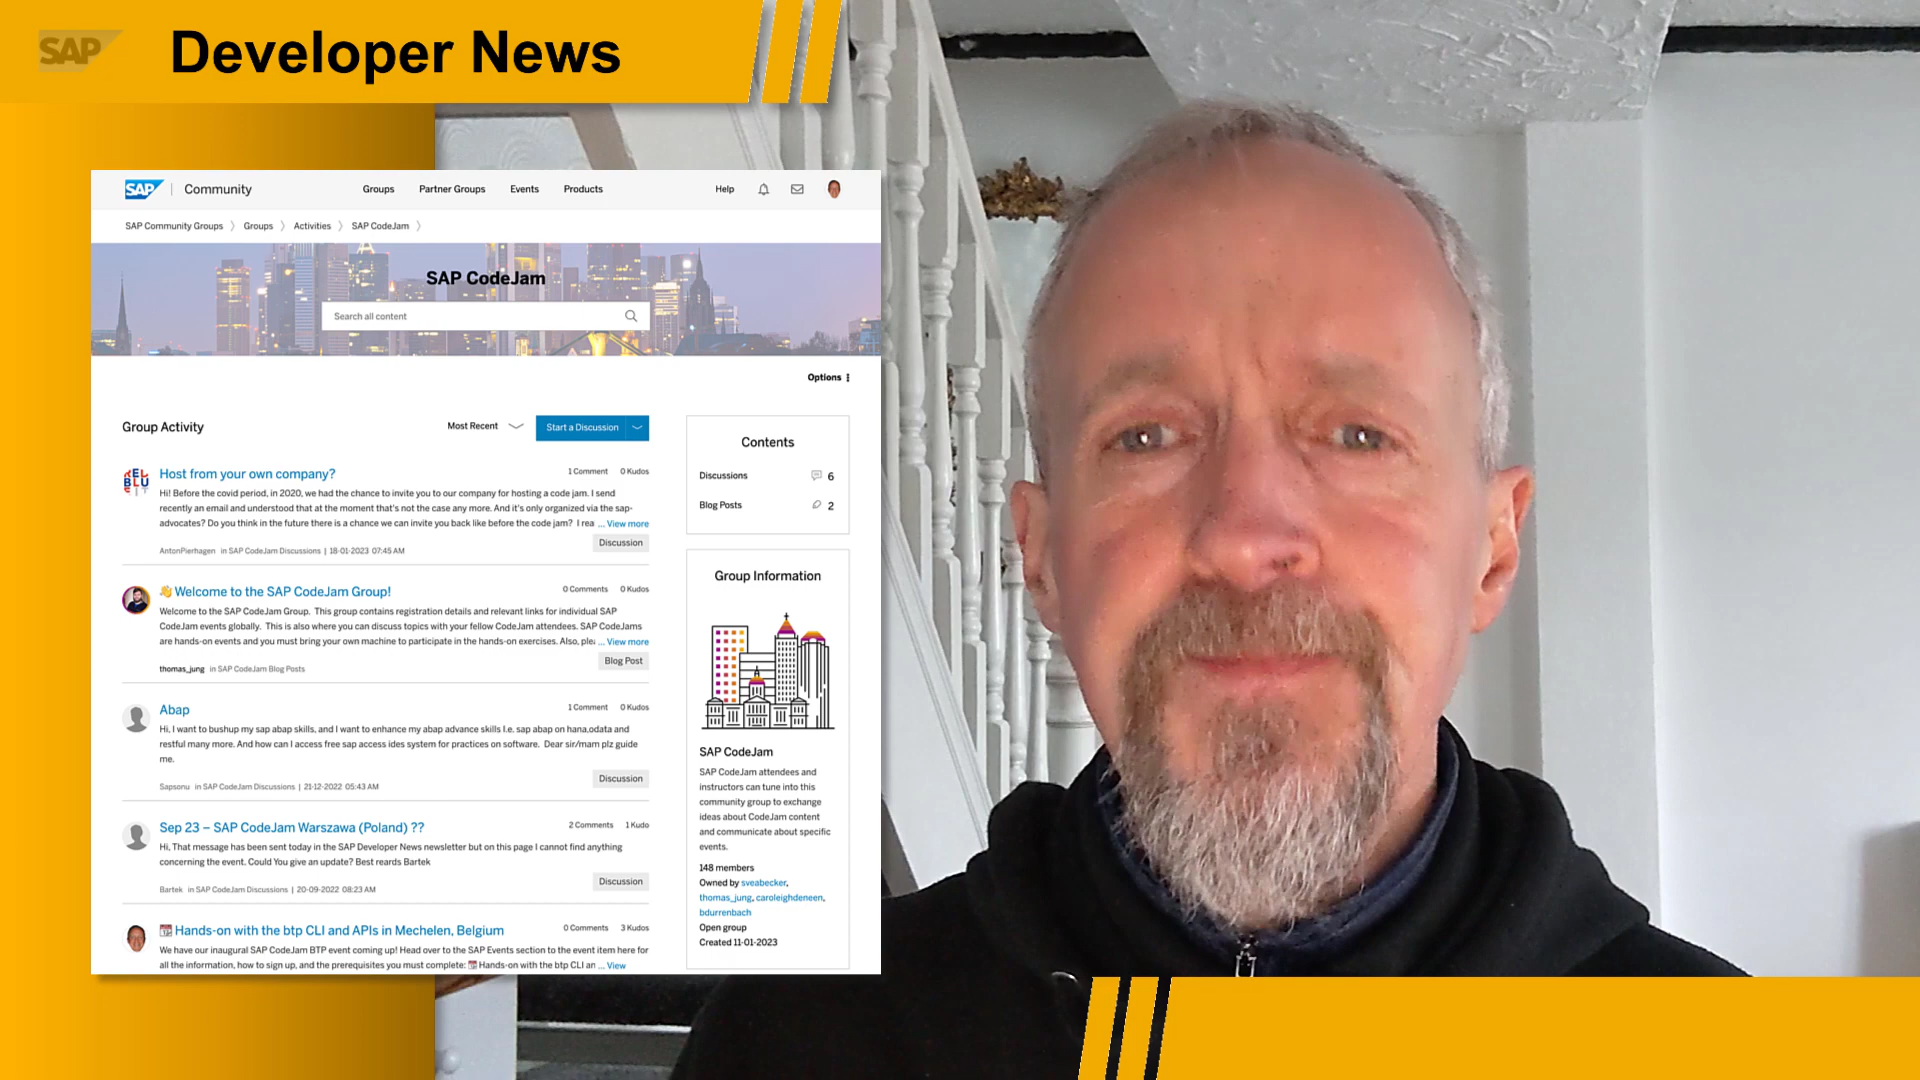 SAP Developer News
SAP Community Groups Partner Groups Events Products Help
SAP Community Groups Groups Activities SAP CodeJam
SAP CodeJam
Search all content
Options
Group Activity
Most Recent
Start a Discussion
Host from your own company?
1 Comment 0 Kudos
Hi! Before the covid period, in 2020, we had the chance to invite you to our company for hosting a code jam. I send
recently an email and understood that at the moment that's not the case any more. And it's only organized via the sap-
advocates? Do you think in the future there is a chance we can invite you back like before the code jam? I rea ... View more
Discussion
AntonPierhagen in SAP CodeJam Discussions | 18-01-2023 07:45 AM
👋 Welcome to the SAP CodeJam Group!
0 Comments 0 Kudos
Welcome to the SAP CodeJam Group. This group contains registration details and relevant links for individual SAP
CodeJam events globally. This is also where you can discuss topics with your fellow CodeJam attendees. SAP CodeJams
are hands-on events and you must bring your own machine to participate in the hands-on exercises. Also, ple ... View more
Blog Post
thomas_jung in SAP CodeJam Blog Posts
Abap
1 Comment 0 Kudos
Hi, I want to bushup my sap abap skills, and I want to enhance my abap advance skills I.e. sap abap on hana,odata and
restful many more. And how can I access free sap access ides system for practices on software. Dear sir/mam plz guide
me.
Discussion
Sapsonu in SAP CodeJam Discussions | 21-12-2022 05:43 AM
Sep 23 – SAP CodeJam Warszawa (Poland) ??
2 Comments 1 Kudo
Hi, That message has been sent today in the SAP Developer News newsletter but on this page I cannot find anything
concerning the event. Could You give an update? Best reards Bartek
Discussion
Bartek in SAP CodeJam Discussions | 20-09-2022 08:23 AM
Hands-on with the btp CLI and APIs in Mechelen, Belgium
0 Comments 3 Kudos
We have our inaugural SAP CodeJam BTP event coming up! Head over to the SAP Events section to the event item here for
all the information, how to sign up, and the prerequisites you must complete: Hands-on with the btp CLI an ... View
Contents
Discussions 6
Blog Posts 2
Group Information
SAP CodeJam
SAP CodeJam attendees and
instructors can tune into this
community group to exchange
ideas about CodeJam content
and communicate about specific
events.
148 members
Owned by sveabecker,
thomas_jung, caroleighdeneen,
bdurrenbach
Open group
Created 11-01-2023